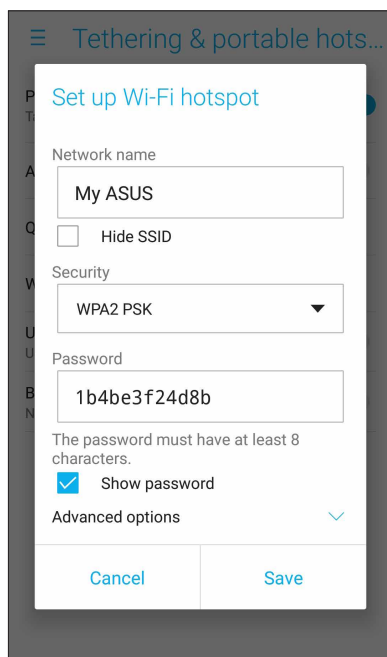 Tethering & portable hots...
P
Set up Wi-Fi hotspot
Ta
Network name
A
My ASUS
Q
Hide SSID
Security
W
WPA2 PSK
U
U
Password
B
1b4be3f24d8b
N
The password must have at least 8
characters.
Show password
Advanced options
Cancel
Save